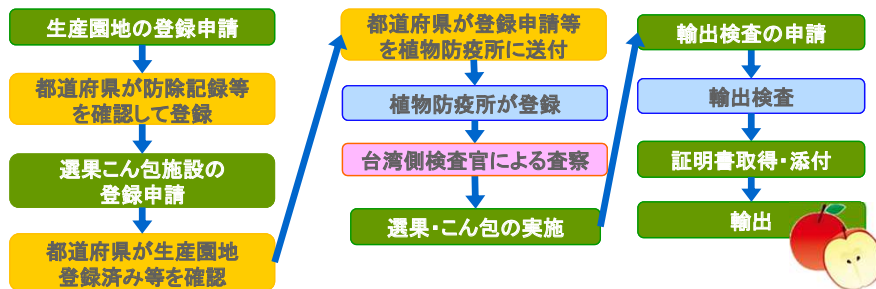 生産園地の登録申請
都道府県が防除記録等
を確認して登録
選果こん包施設の
登録申請
都道府県が生産園地
登録済み等を確認
都道府県が登録申請等
を植物防疫所に送付
植物防疫所が登録
台湾側検査官による査察
選果・こん包の実施
輸出検査の申請
輸出検査
証明書取得・添付
輸出